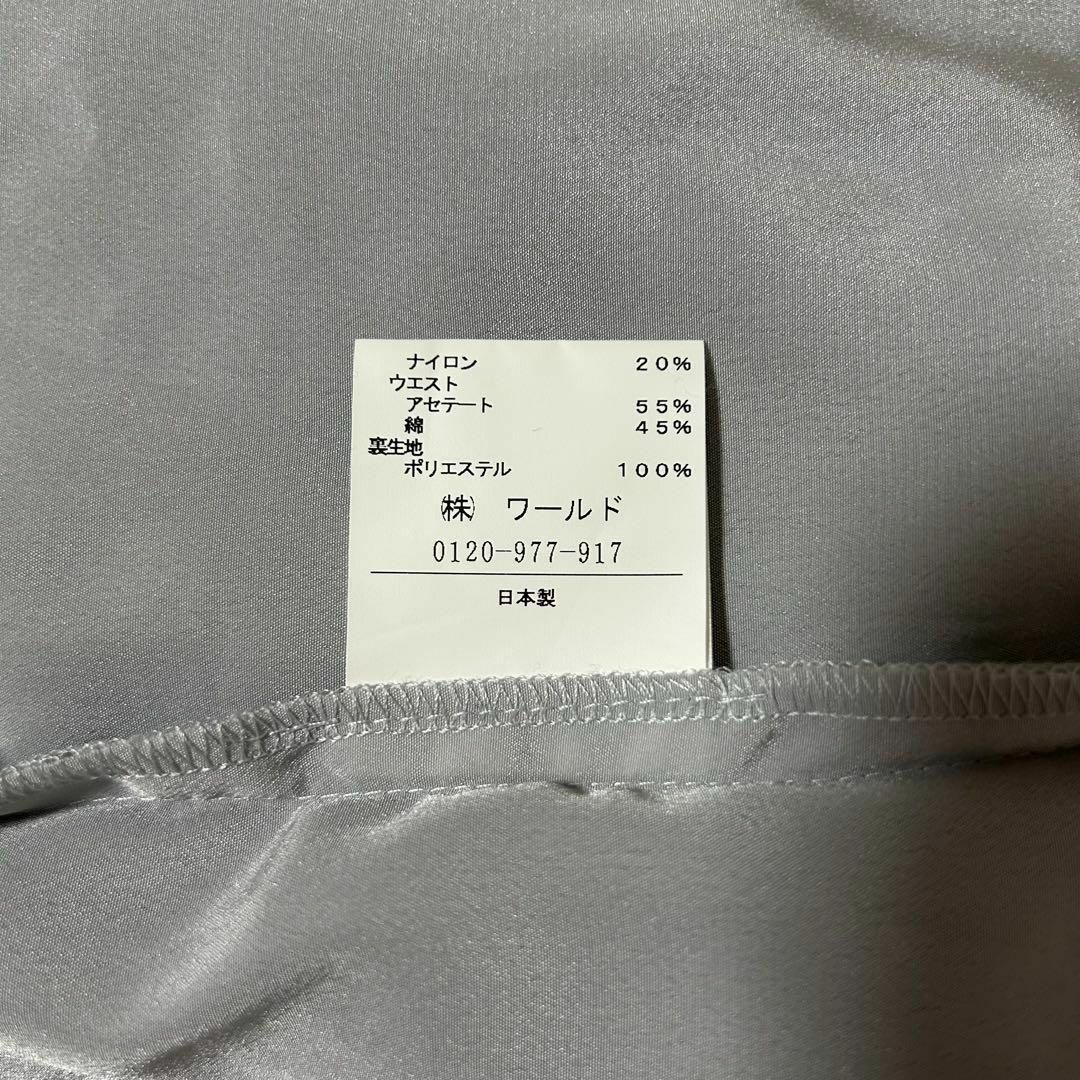 ナイロン 20%
ウエスト
アセテート 55%
綿 45%
裏生地
ポリエステル 100%
㈱ ワールド
0120-977-917
日本製